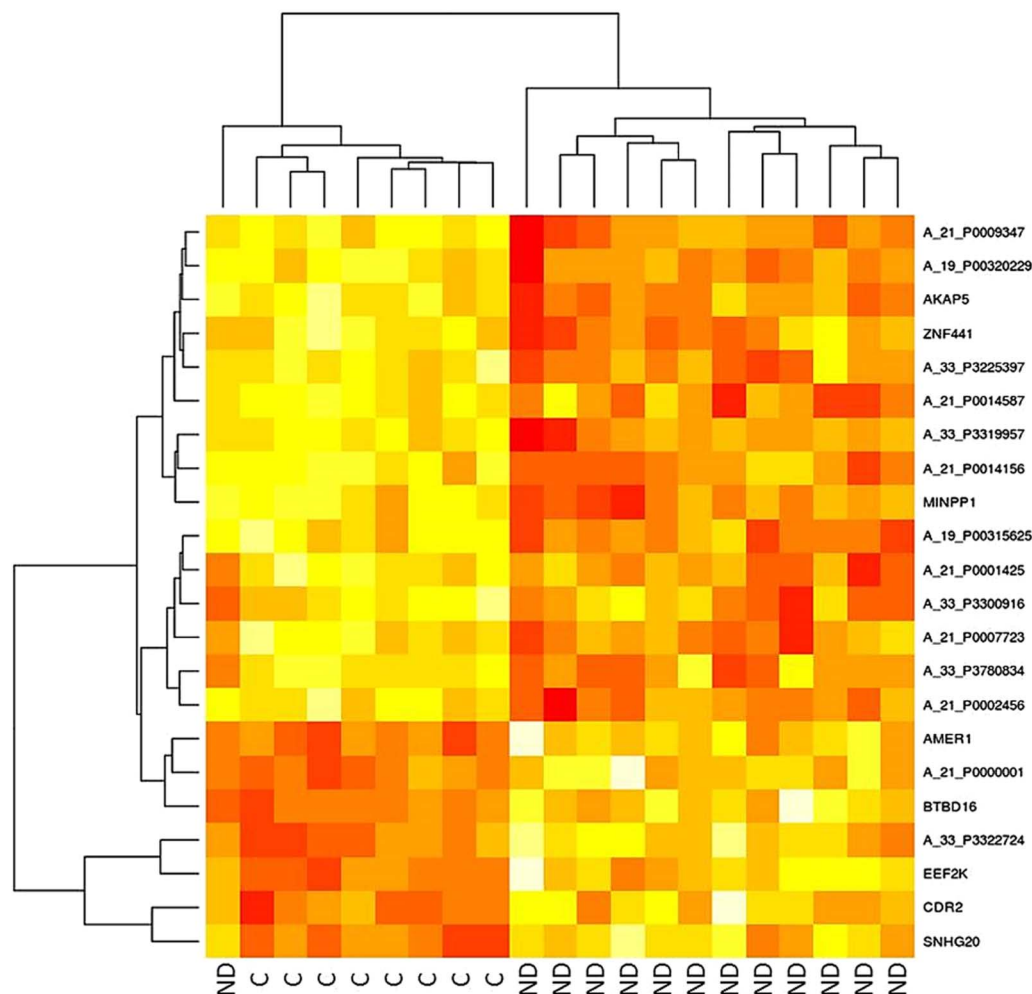 A_21_P0009347
A_19_P00320229
AKAP5
ZNF441
A_33_P3225397
A_21_P0014587
A_33_P3319957
A_21_P0014156
MINPP1
A_19_P00315625
A_21_P0001425
A_33_P3300916
A_21_P0007723
A_33_P3780834
A_21_P0002456
AMER1
A_21_P0000001
BTBD16
A_33_P3322724
EEF2K
CDR2
SNHG20
ND C C C C C C C C ND ND ND ND ND ND ND ND ND ND ND ND